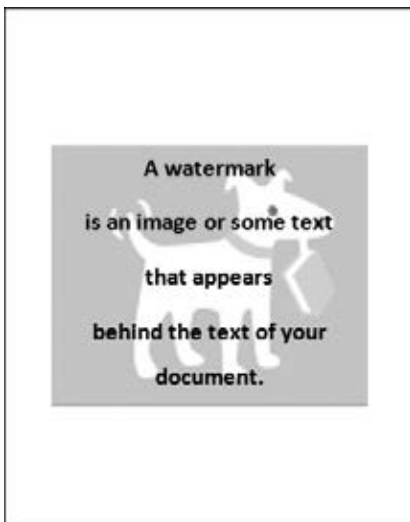 A watermark
is an image or some text
that appears
behind the text of your
document.